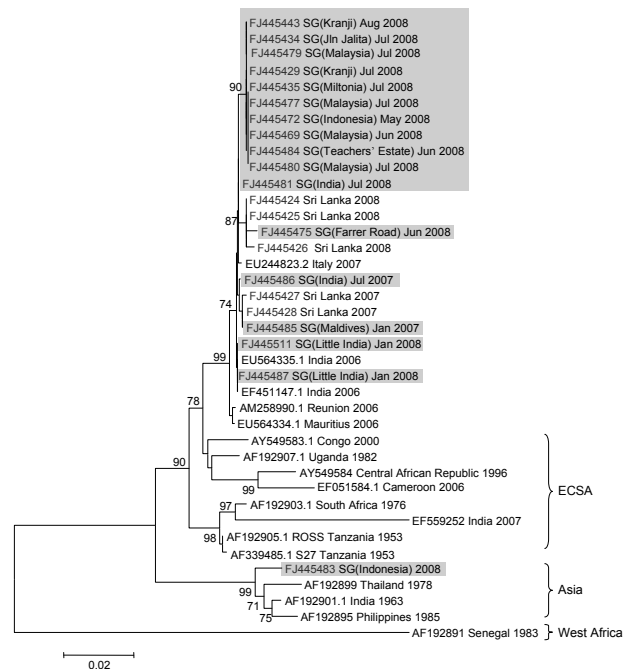 FJ445443 SG(Kranji) Aug 2008
FJ445434 SG(Jln Jalita) Jul 2008
FJ445479 SG(Malaysia) Jul 2008
FJ445429 SG(Kranji) Jul 2008
90
FJ445435 SG(Miltonia) Jul 2008
FJ445477 SG(Malaysia) Jul 2008
FJ445472 SG(Indonesia) May 2008
FJ445469 SG(Malaysia) Jun 2008
FJ445484 SG(Teachers` Estate) Jun 2008
FJ445480 SG(Malaysia) Jul 2008
FJ445481 SG(India) Jul 2008
FJ445424 Sri Lanka 2008
FJ445425 Sri Lanka 2008
87
FJ445475 SG(Farrer Road) Jun 2008
FJ445426 Sri Lanka 2008
EU244823.2 Italy 2007
FJ445486 SG(India) Jul 2007
FJ445427 Sri Lanka 2007
74
FJ445428 Sri Lanka 2007
FJ445485 SG(Maldives) Jan 2007
FJ445511 SG(Little India) Jan 2008
99
EU564335.1 India 2006
FJ445487 SG(Little India) Jan 2008
EF451147.1 India 2006
AM258990.1 Reunion 2006
78
EU564334.1 Mauritius 2006
AY549583.1 Congo 2000
AF192907.1 Uganda 1982
90
AY549584 Central African Republic 1996
99
EF051584.1 Cameroon 2006
ECSA
97
AF192903.1 South Africa 1976
EF559252 India 2007
98
AF192905.1 ROSS Tanzania 1953
AF339485.1 S27 Tanzania 1953
FJ445483 SG(Indonesia) 2008
99
AF192899 Thailand 1978
Asia
71
AF192901.1 India 1963
75
AF192895 Philippines 1985
AF192891 Senegal 1983
West Africa
0.02